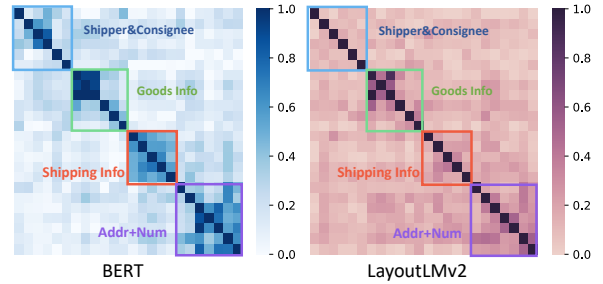 Shipper&Consignee
Goods Info
Shipping Info
Addr+Num
1.0
0.8
0.6
0.4
0.2
0.0
BERT
Shipper&Consignee
Goods Info
Shipping Info
Addr+Num
1.0
0.8
0.6
0.4
0.2
0.0
LayoutLMv2